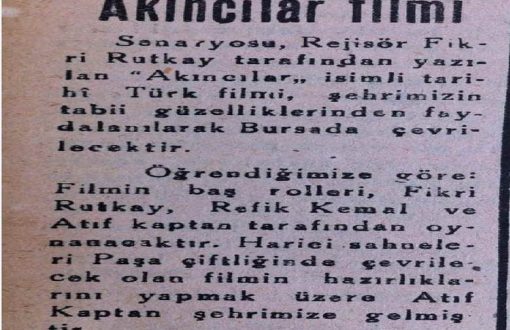 Akıncılar filmi
Senaryosu, Rejisör Fik-
ri Rutkay tarafından yazı-
lan "Akıncılar„ isimli tari-
hî Türk filmi, şehrimizin
tabii güzelliklerinden fay-
dalanılarak Bursada çevri-
lecektir.
Öğrendiğimize göre:
Filmin baş rolleri, Fikri
Rutkay, Refik Kemal ve
Atıf kaptan tarafından oy-
nanacaktır. Harici sahnele-
ri Paşa çiftliğinde çevrile-
cek olan filmin hazırlıkla-
rını yapmak üzere Atıf
Kaptan şehrimize gelmiş
tir.